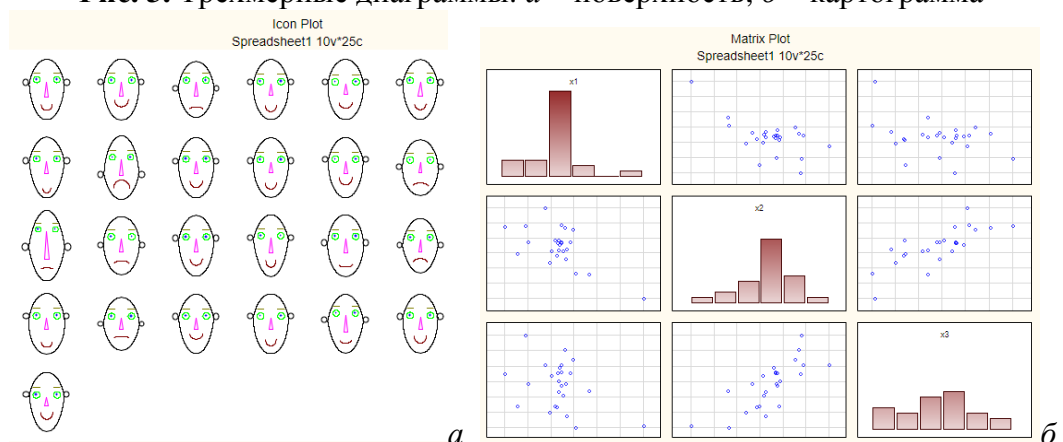 Рис. 3. Трехмерные диаграммы: а – поверхность; б – картограмма
Icon Plot
Spreadsheet1 10v*25c
а
Matrix Plot
Spreadsheet1 10v*25c
x1
x2
x3
б